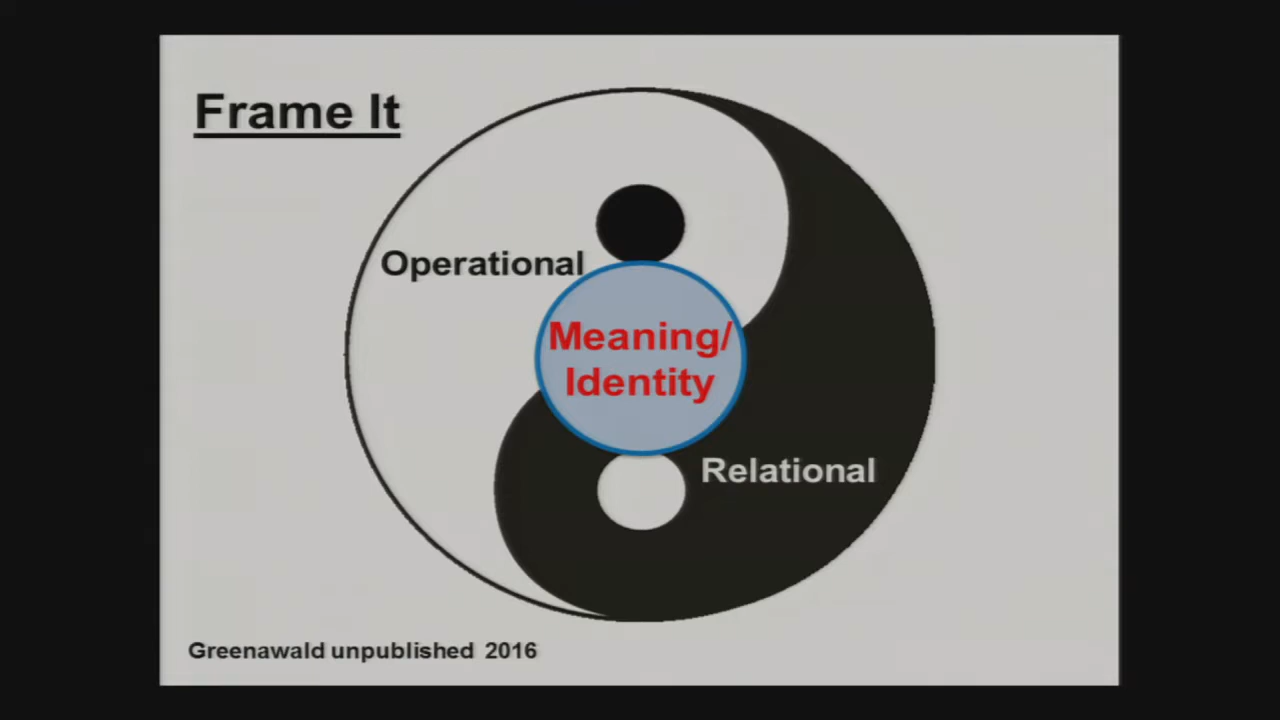 Frame It
Operational
Meaning/
Identity
Relational
Greenawald unpublished 2016